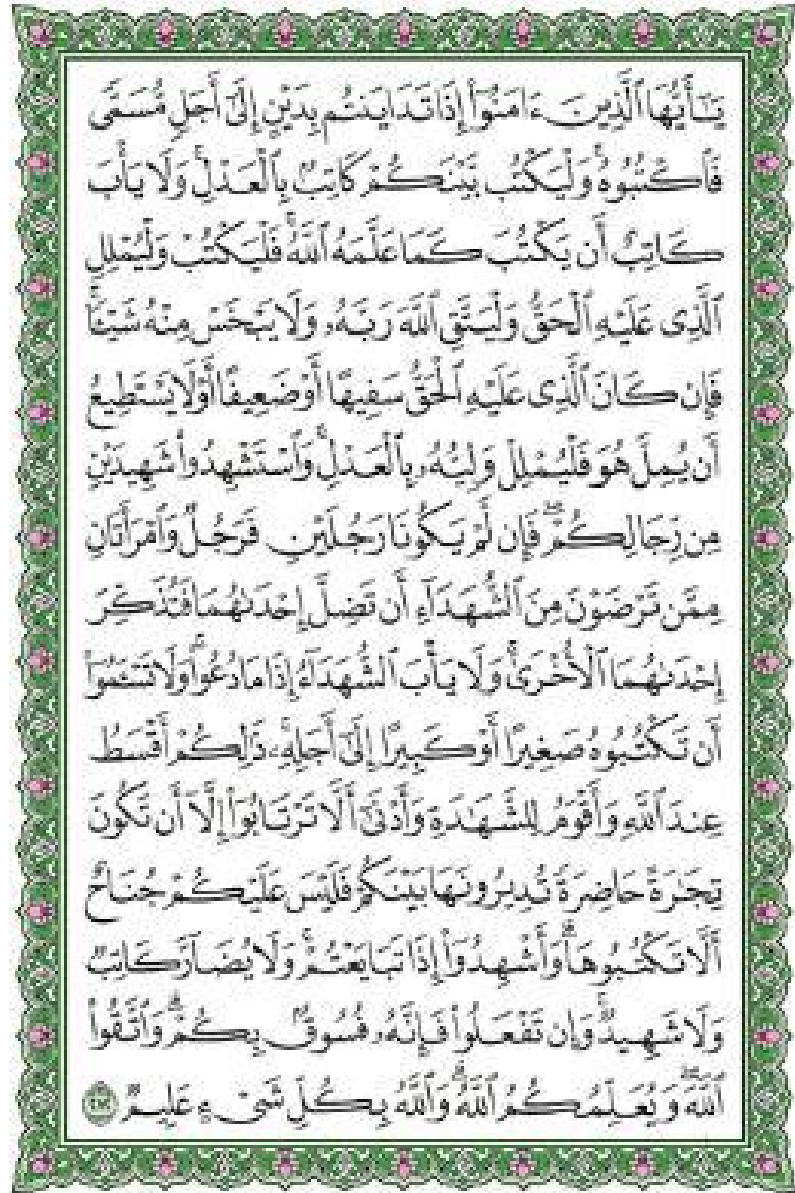 يَـٰٓأَيُّهَا ٱلَّذِينَ ءَامَنُوٓا۟ إِذَا تَدَايَنتُم بِدَيْنٍ إِلَىٰٓ أَجَلٍ مُّسَمًّى
فَٱكْتُبُوهُ ۚ وَلْيَكْتُب بَّيْنَكُمْ كَاتِبٌۢ بِٱلْعَدْلِ ۚ وَلَا يَأْبَ
كَاتِبٌ أَن يَكْتُبَ كَمَا عَلَّمَهُ ٱللَّهُ ۚ فَلْيَكْتُبْ وَلْيُمْلِلِ
ٱلَّذِى عَلَيْهِ ٱلْحَقُّ وَلْيَتَّقِ ٱللَّهَ رَبَّهُۥ وَلَا يَبْخَسْ مِنْهُ شَيْـًٔا ۚ
فَإِن كَانَ ٱلَّذِى عَلَيْهِ ٱلْحَقُّ سَفِيهًا أَوْ ضَعِيفًا أَوْ لَا يَسْتَطِيعُ
أَن يُمِلَّ هُوَ فَلْيُمْلِلْ وَلِيُّهُۥ بِٱلْعَدْلِ ۚ وَٱسْتَشْهِدُوا۟ شَهِيدَيْنِ
مِن رِّجَالِكُمْ ۖ فَإِن لَّمْ يَكُونَا رَجُلَيْنِ فَرَجُلٌ وَٱمْرَأَتَانِ
مِمَّن تَرْضَوْنَ مِنَ ٱلشُّهَدَآءِ أَن تَضِلَّ إِحْدَىٰهُمَا فَتُذَكِّرَ
إِحْدَىٰهُمَا ٱلْأُخْرَىٰ ۚ وَلَا يَأْبَ ٱلشُّهَدَآءُ إِذَا مَا دُعُوا۟ ۚ وَلَا تَسْـَٔمُوٓا۟
أَن تَكْتُبُوهُ صَغِيرًا أَوْ كَبِيرًا إِلَىٰٓ أَجَلِهِۦ ۚ ذَٰلِكُمْ أَقْسَطُ
عِندَ ٱللَّهِ وَأَقْوَمُ لِلشَّهَـٰدَةِ وَأَدْنَىٰٓ أَلَّا تَرْتَابُوٓا۟ ۖ إِلَّآ أَن تَكُونَ
تِجَـٰرَةً حَاضِرَةً تُدِيرُونَهَا بَيْنَكُمْ فَلَيْسَ عَلَيْكُمْ جُنَاحٌ
أَلَّا تَكْتُبُوهَا ۗ وَأَشْهِدُوٓا۟ إِذَا تَبَايَعْتُمْ ۚ وَلَا يُضَآرَّ كَاتِبٌ
وَلَا شَهِيدٌ ۚ وَإِن تَفْعَلُوا۟ فَإِنَّهُۥ فُسُوقٌۢ بِكُمْ ۗ وَٱتَّقُوا۟
ٱللَّهَ ۖ وَيُعَلِّمُكُمُ ٱللَّهُ ۗ وَٱللَّهُ بِكُلِّ شَىْءٍ عَلِيمٌ ۝٢٨٢